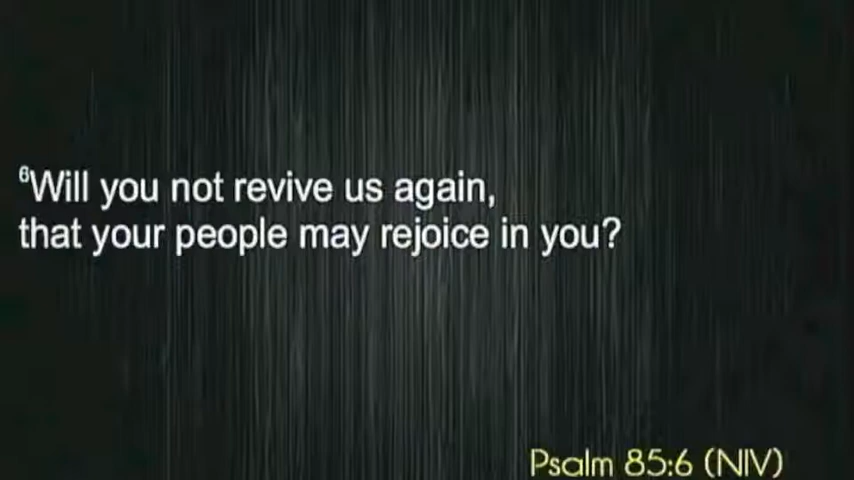 ⁶Will you not revive us again,
that your people may rejoice in you?
Psalm 85:6 (NIV)